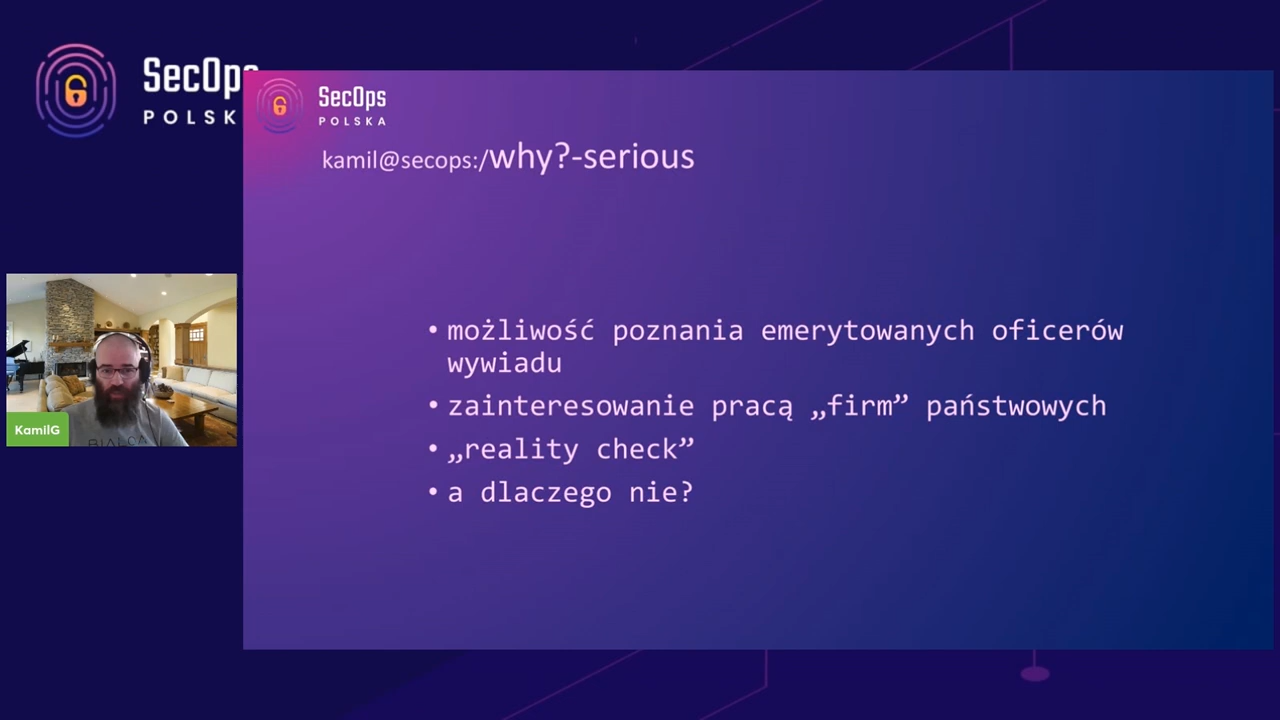 SecOps
POLSK
SecOps
POLSKA
kamil@secops:/why?-serious
• możliwość poznania emerytowanych oficerów
wywiadu
• zainteresowanie pracą „firm” państwowych
• „reality check”
• a dlaczego nie?
KamilG